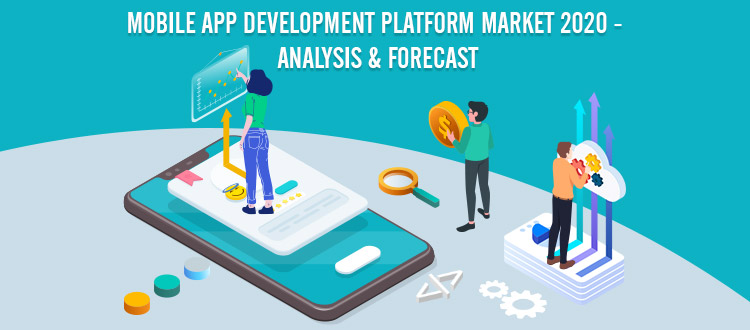 MOBILE APP DEVELOPMENT PLATFORM MARKET 2020 -
ANALYSIS & FORECAST
$